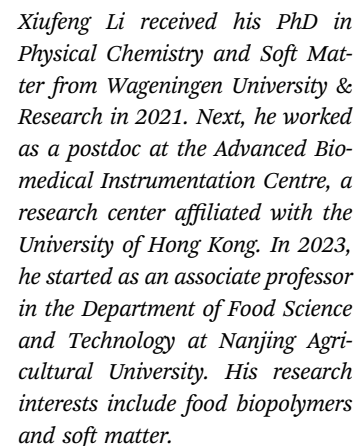 Xiufeng Li received his PhD in
Physical Chemistry and Soft Mat-
ter from Wageningen University &
Research in 2021. Next, he worked
as a postdoc at the Advanced Bio-
medical Instrumentation Centre, a
research center affiliated with the
University of Hong Kong. In 2023,
he started as an associate professor
in the Department of Food Science
and Technology at Nanjing Agri-
cultural University. His research
interests include food biopolymers
and soft matter.